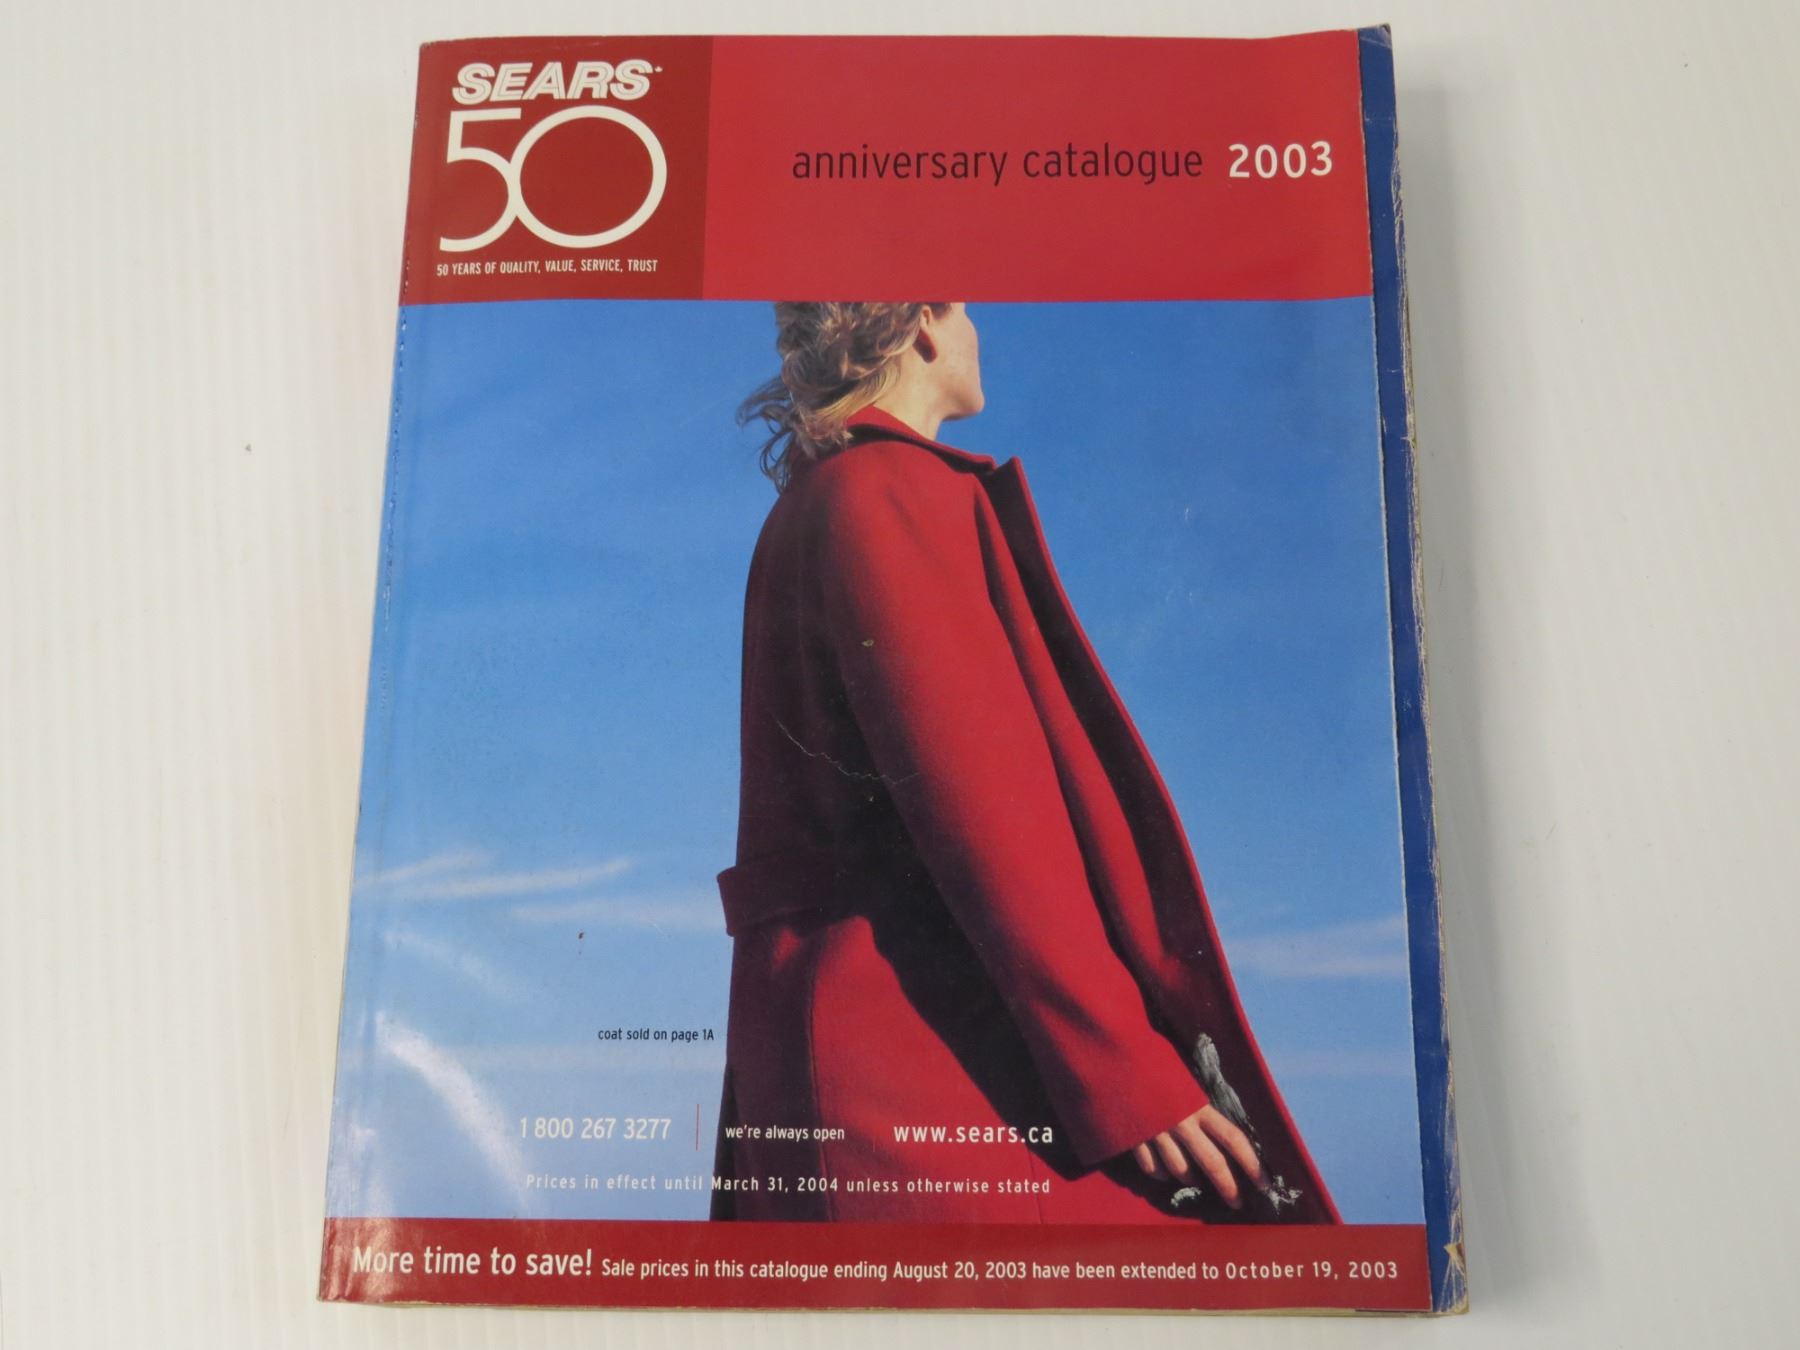 SEARS
50
50 YEARS OF QUALITY, VALUE, SERVICE, TRUST
anniversary catalogue 2003
coat sold on page 1A
1 800 267 3277 we're always open www.sears.ca
Prices in effect until March 31, 2004 unless otherwise stated
More time to save! Sale prices in this catalogue ending August 20, 2003 have been extended to October 19, 2003